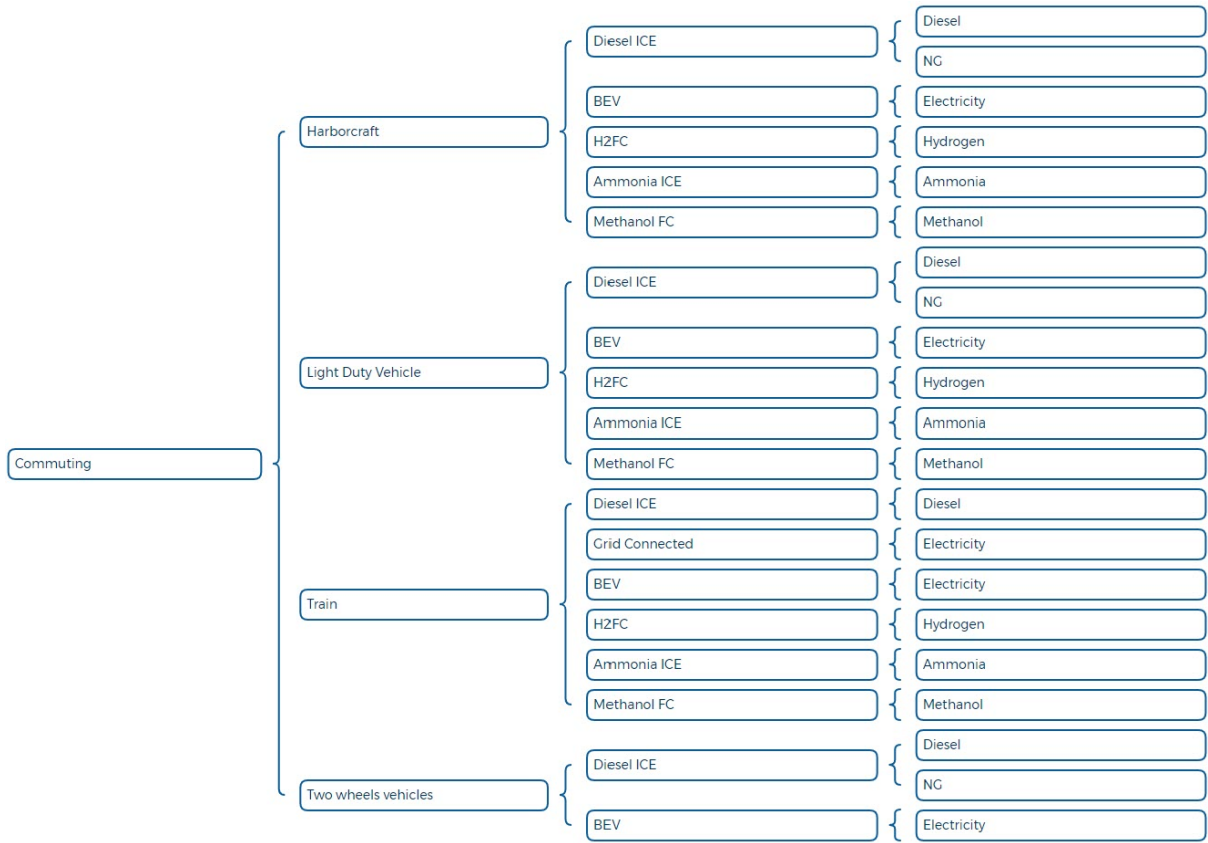 Commuting
Harborcraft
Diesel ICE
Diesel
NG
BEV
Electricity
H2FC
Hydrogen
Ammonia ICE
Ammonia
Methanol FC
Methanol
Light Duty Vehicle
Diesel ICE
Diesel
NG
BEV
Electricity
H2FC
Hydrogen
Ammonia ICE
Ammonia
Methanol FC
Methanol
Train
Diesel ICE
Diesel
Grid Connected
Electricity
BEV
Electricity
H2FC
Hydrogen
Ammonia ICE
Ammonia
Methanol FC
Methanol
Two wheels vehicles
Diesel ICE
Diesel
NG
BEV
Electricity